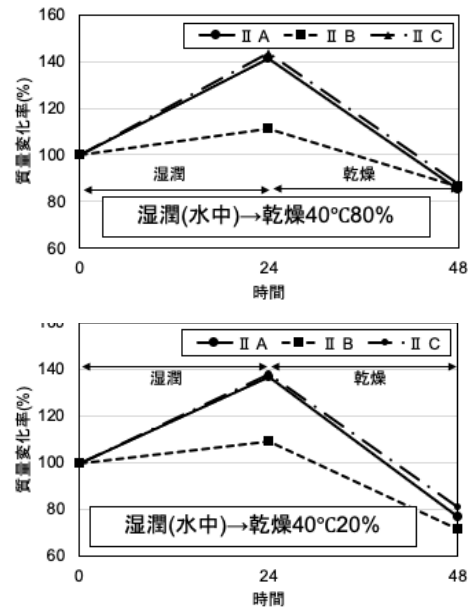 ⅡA ⅡB ⅡC
160
140
120
100
80
60
質量変化率(%)
湿潤 乾燥
湿潤(水中)→乾燥40℃80%
0 24 48
時間
160
ⅡA ⅡB ⅡC
湿潤 乾燥
140
120
100
80
60
質量変化率(%)
湿潤(水中)→乾燥40℃20%
0 24 48
時間